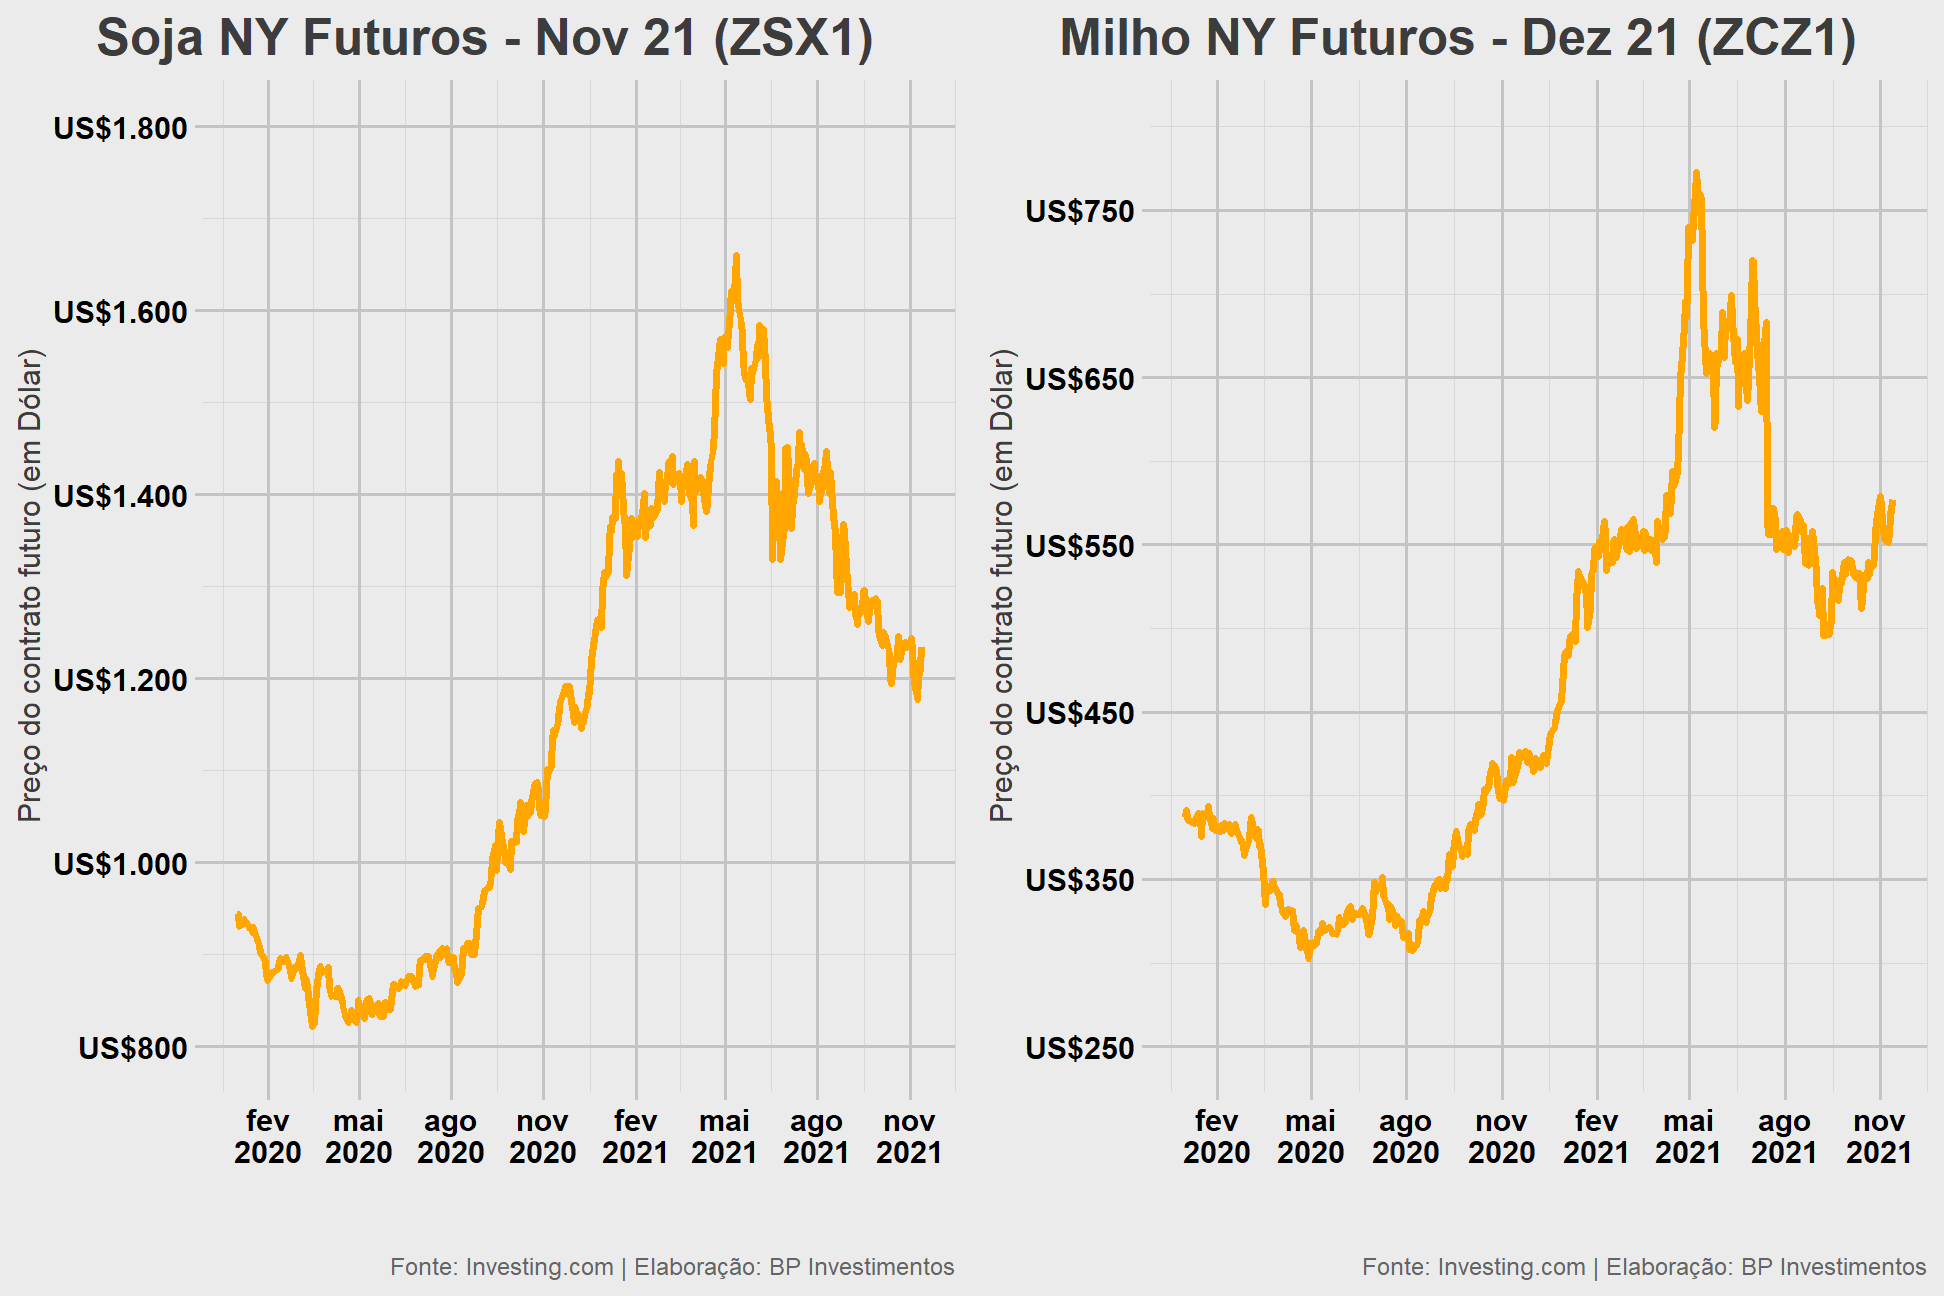 Soja NY Futuros - Nov 21 (ZSX1)
Preço do contrato futuro (em Dólar)
US$1.800
US$1.600
US$1.400
US$1.200
US$1.000
US$800
fev 2020
mai 2020
ago 2020
nov 2020
fev 2021
mai 2021
ago 2021
nov 2021
Fonte: Investing.com | Elaboração: BP Investimentos
Milho NY Futuros - Dez 21 (ZCZ1)
Preço do contrato futuro (em Dólar)
US$750
US$650
US$550
US$450
US$350
US$250
fev 2020
mai 2020
ago 2020
nov 2020
fev 2021
mai 2021
ago 2021
nov 2021
Fonte: Investing.com | Elaboração: BP Investimentos